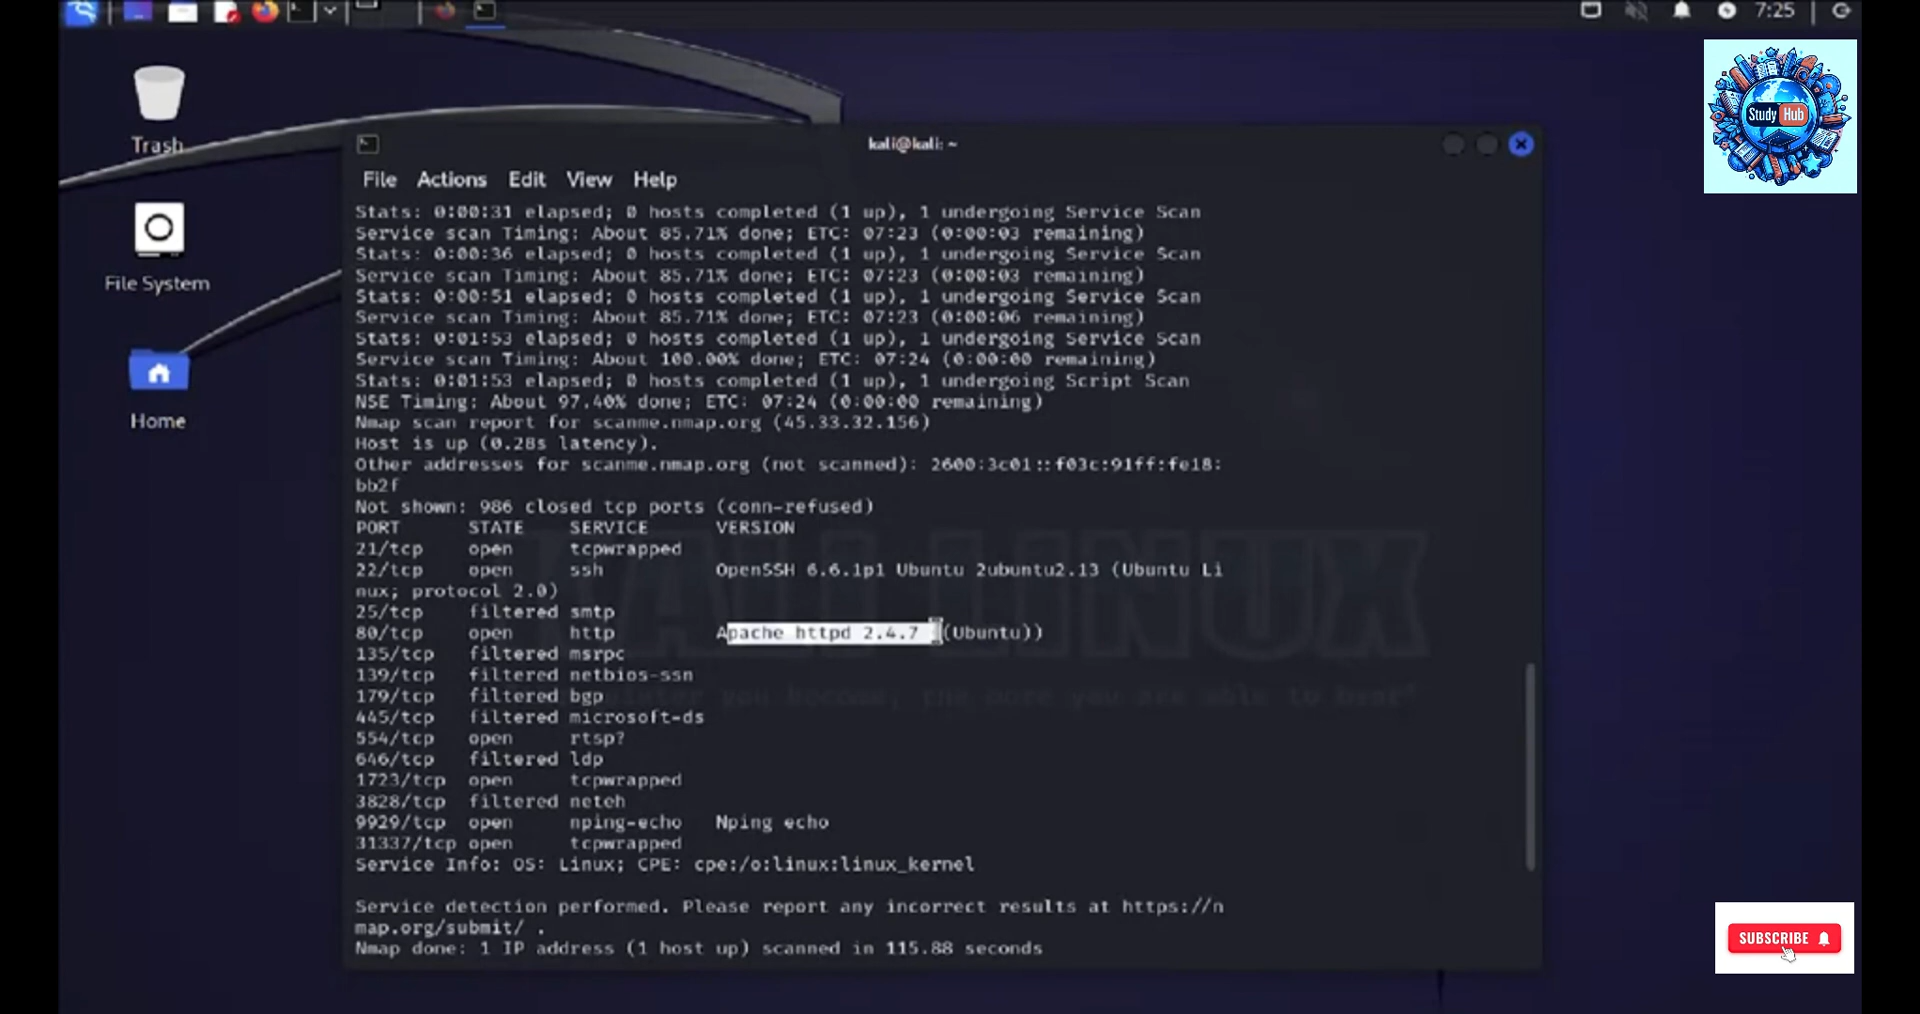 7:25
Study Hub
Trash
File System
Home
kali@kali: ~
File Actions Edit View Help
Stats: 0:00:31 elapsed; 0 hosts completed (1 up), 1 undergoing Service Scan
Service scan Timing: About 85.71% done; ETC: 07:23 (0:00:03 remaining)
Stats: 0:00:36 elapsed; 0 hosts completed (1 up), 1 undergoing Service Scan
Service scan Timing: About 85.71% done; ETC: 07:23 (0:00:03 remaining)
Stats: 0:00:51 elapsed; 0 hosts completed (1 up), 1 undergoing Service Scan
Service scan Timing: About 85.71% done; ETC: 07:23 (0:00:06 remaining)
Stats: 0:01:53 elapsed; 0 hosts completed (1 up), 1 undergoing Service Scan
Service scan Timing: About 100.00% done; ETC: 07:24 (0:00:00 remaining)
Stats: 0:01:53 elapsed; 0 hosts completed (1 up), 1 undergoing Script Scan
NSE Timing: About 97.40% done; ETC: 07:24 (0:00:00 remaining)
Nmap scan report for scanme.nmap.org (45.33.32.156)
Host is up (0.28s latency).
Other addresses for scanme.nmap.org (not scanned): 2600:3c01::f03c:91ff:fe18:
bb2f
Not shown: 986 closed tcp ports (conn-refused)
PORT STATE SERVICE VERSION
21/tcp open tcpwrapped
22/tcp open ssh OpenSSH 6.6.1p1 Ubuntu 2ubuntu2.13 (Ubuntu Li
nux; protocol 2.0)
25/tcp filtered smtp
80/tcp open http Apache httpd 2.4.7 (Ubuntu))
135/tcp filtered msrpc
139/tcp filtered netbios-ssn
179/tcp filtered bgp
445/tcp filtered microsoft-ds
554/tcp open rtsp?
646/tcp filtered ldp
1723/tcp open tcpwrapped
3828/tcp filtered neteh
9929/tcp open nping-echo Nping echo
31337/tcp open tcpwrapped
Service Info: OS: Linux; CPE: cpe:/o:linux:linux_kernel
Service detection performed. Please report any incorrect results at https://n
map.org/submit/ .
Nmap done: 1 IP address (1 host up) scanned in 115.88 seconds
KALI LINUX
you become, the more you are able to hear"
SUBSCRIBE